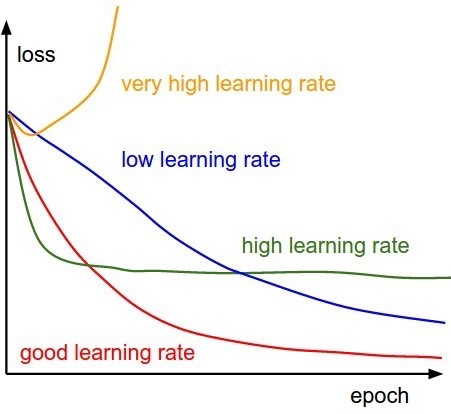 loss
very high learning rate
low learning rate
high learning rate
good learning rate
epoch